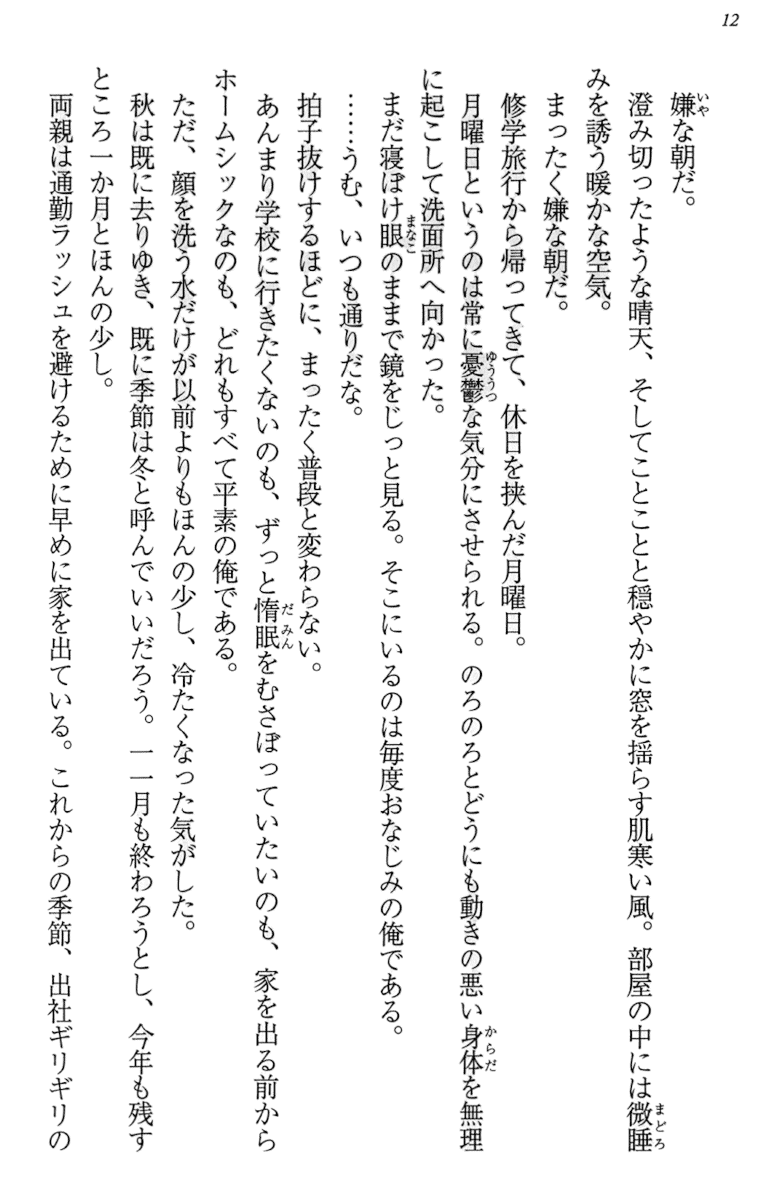 12
嫌な朝だ。
澄み切ったような晴天、そしてことことと穏やかに窓を揺らす肌寒い風。部屋の中には微睡
みを誘う暖かな空気。
まったく嫌な朝だ。
修学旅行から帰ってきて、休日を挟んだ月曜日。
月曜日というのは常に憂鬱な気分にさせられる。のろのろとどうにも動きの悪い身体を無理
に起こして洗面所へ向かった。
まだ寝ぼけ眼のままで鏡をじっと見る。そこにいるのは毎度おなじみの俺である。
……うむ、いつも通りだな。
拍子抜けするほどに、まったく普段と変わらない。
あんまり学校に行きたくないのも、ずっと惰眠をむさぼっていたいのも、家を出る前から
ホームシックなのも、どれもすべて平素の俺である。
ただ、顔を洗う水だけが以前よりもほんの少し、冷たくなった気がした。
秋は既に去りゆき、既に季節は冬と呼んでいいだろう。一一月も終わろうとし、今年も残す
ところ一か月とほんの少し。
両親は通勤ラッシュを避けるために早めに家を出ている。これからの季節、出社ギリギリの